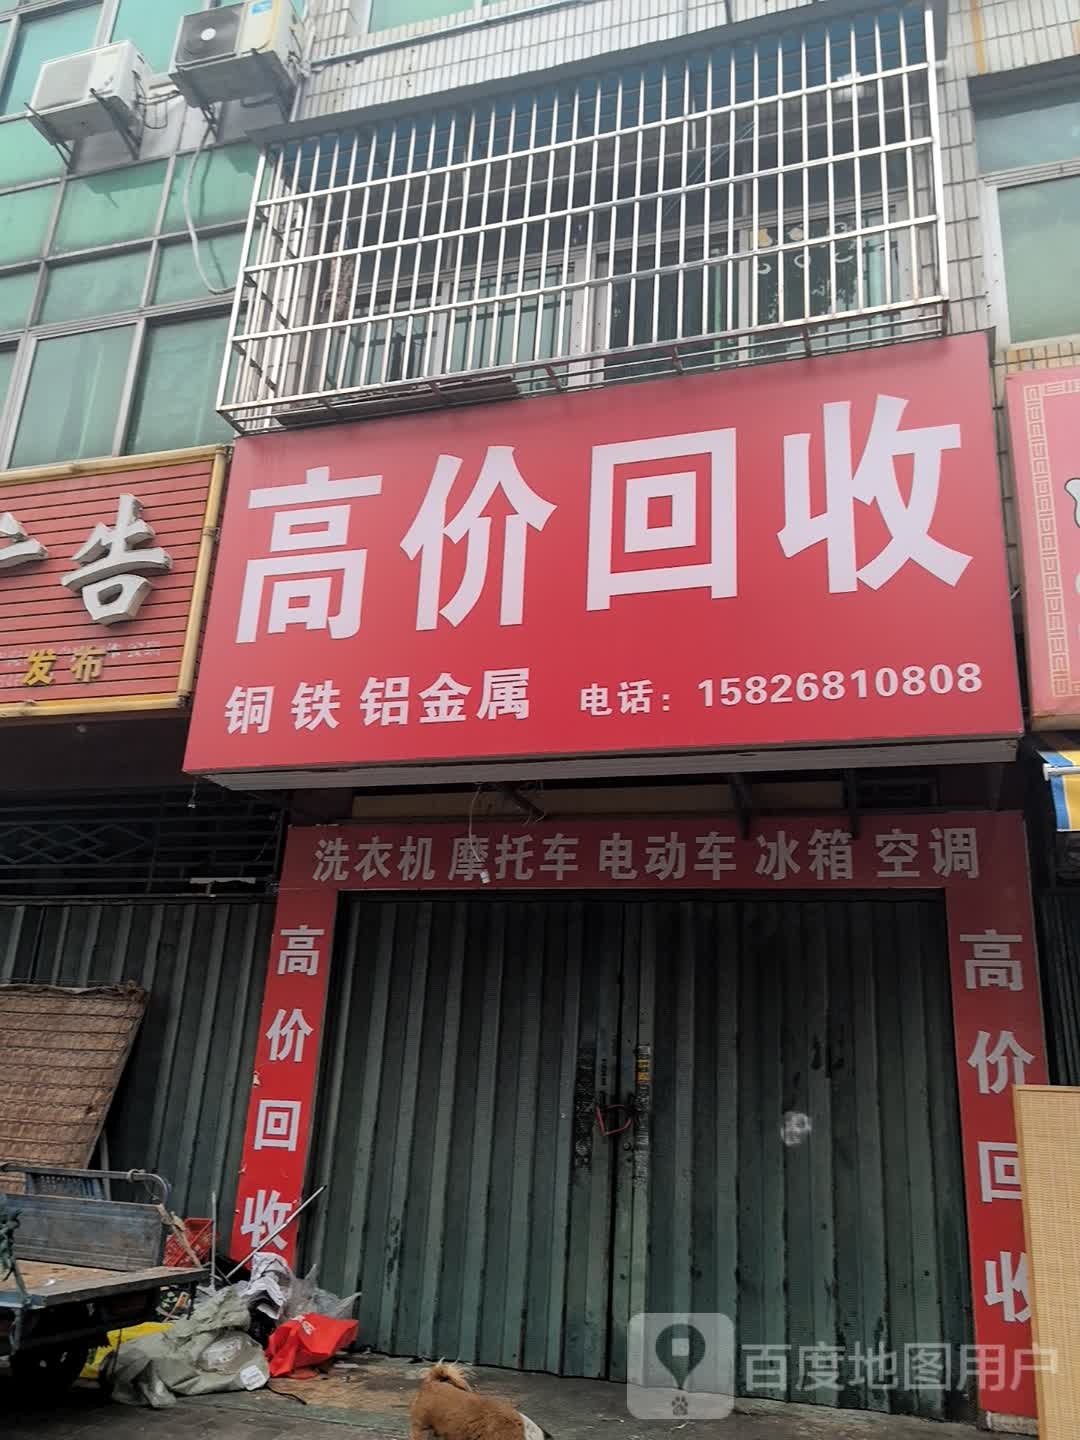 高价回收
铜 铁 铝金属 电话：15826810808
告
发布
洗衣机 摩托车 电动车 冰箱 空调
高价回收
高价回收
百度地图用户